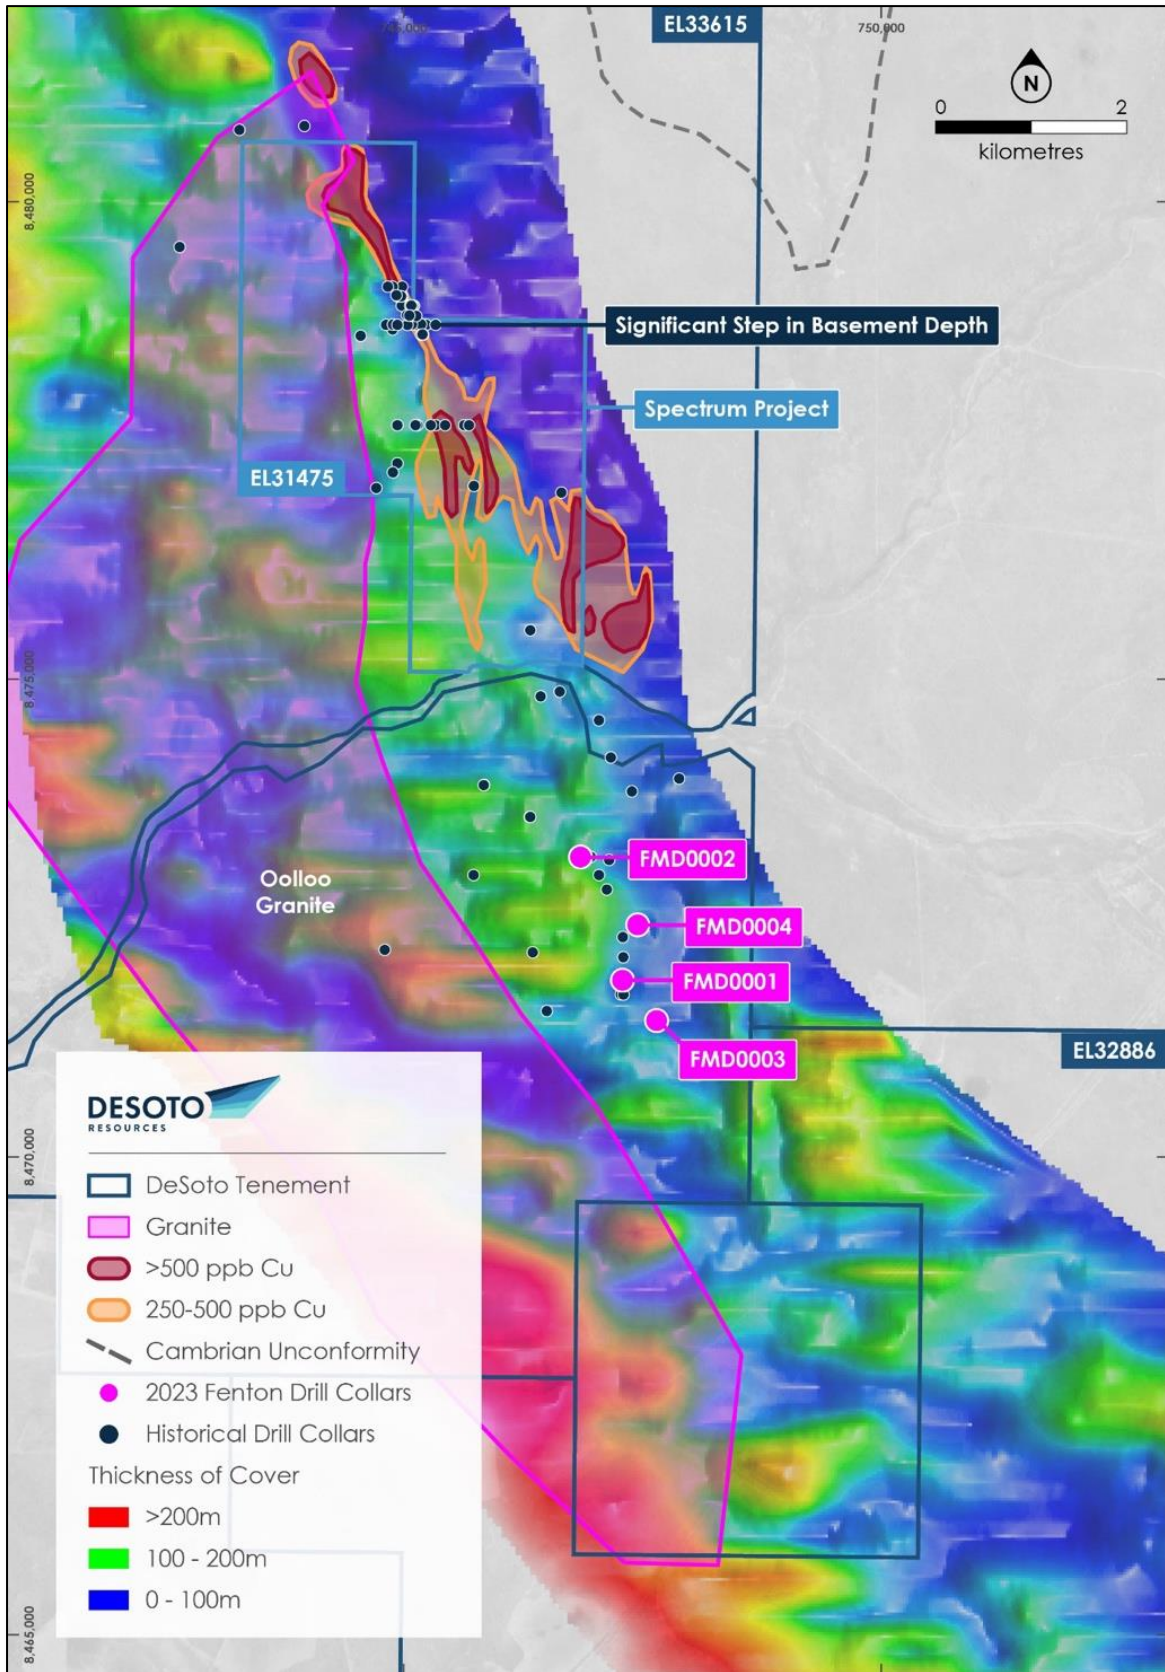 EL33615
745,000
750,000
N
0 2
kilometres
8,480,000
Significant Step in Basement Depth
Spectrum Project
EL31475
8,475,000
FMD0002
Oolloo
Granite
FMD0004
FMD0001
FMD0003
EL32886
DESOTO
RESOURCES
8,470,000
DeSoto Tenement
Granite
>500 ppb Cu
250-500 ppb Cu
Cambrian Unconformity
2023 Fenton Drill Collars
Historical Drill Collars
Thickness of Cover
>200m
100 - 200m
0 - 100m
8,465,000